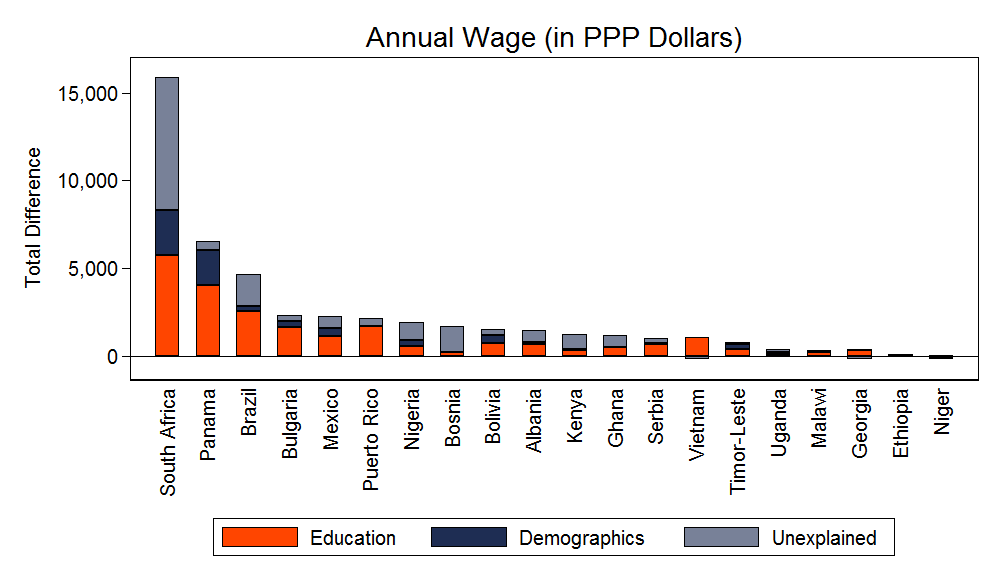 Annual Wage (in PPP Dollars)
Total Difference
15,000
10,000
5,000
0
South Africa
Panama
Brazil
Bulgaria
Mexico
Puerto Rico
Nigeria
Bosnia
Bolivia
Albania
Kenya
Ghana
Serbia
Vietnam
Timor-Leste
Uganda
Malawi
Georgia
Ethiopia
Niger
Education Demographics Unexplained